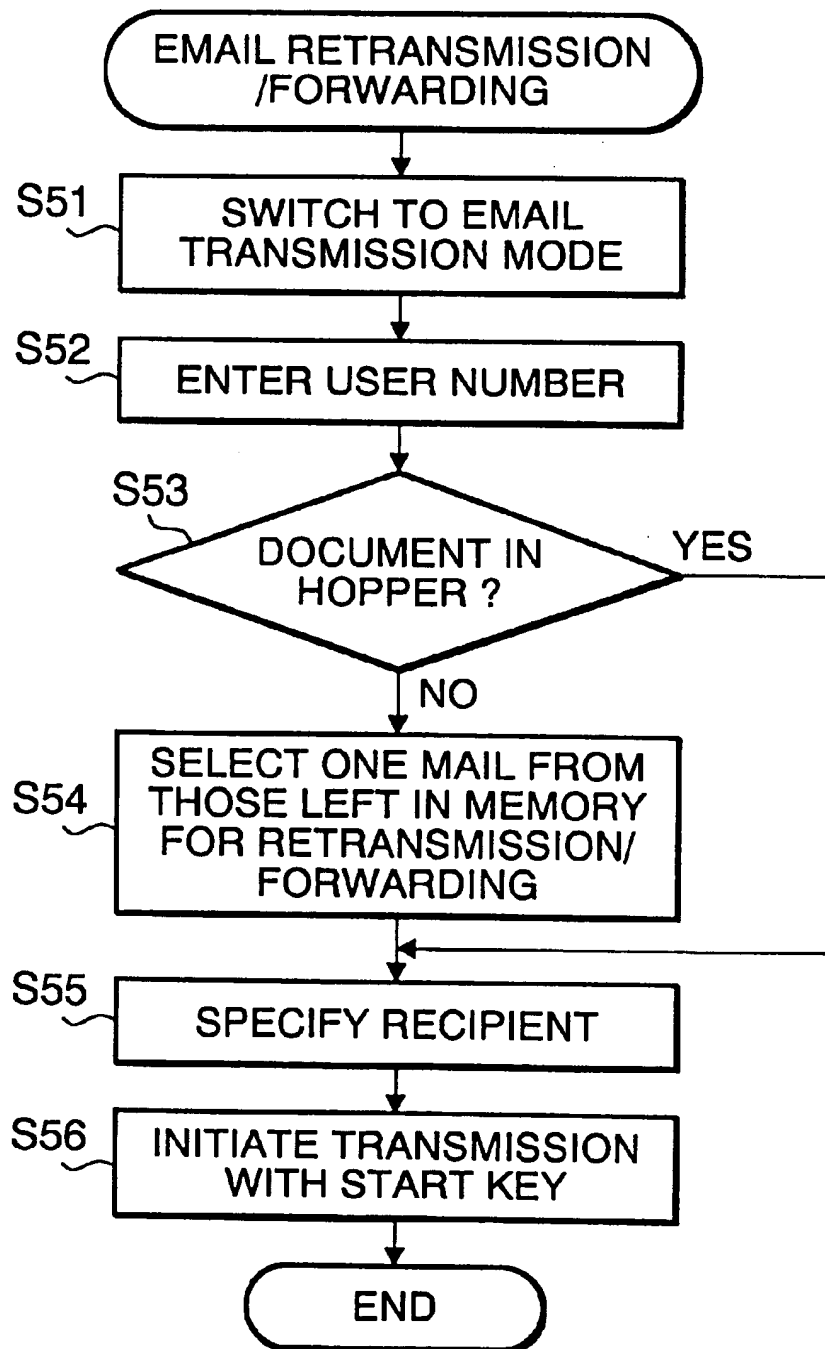 EMAIL RETRANSMISSION
/FORWARDING
S51
SWITCH TO EMAIL
TRANSMISSION MODE
S52
ENTER USER NUMBER
S53
DOCUMENT IN
HOPPER ?
YES
NO
S54
SELECT ONE MAIL FROM
THOSE LEFT IN MEMORY
FOR RETRANSMISSION/
FORWARDING
S55
SPECIFY RECIPIENT
S56
INITIATE TRANSMISSION
WITH START KEY
END